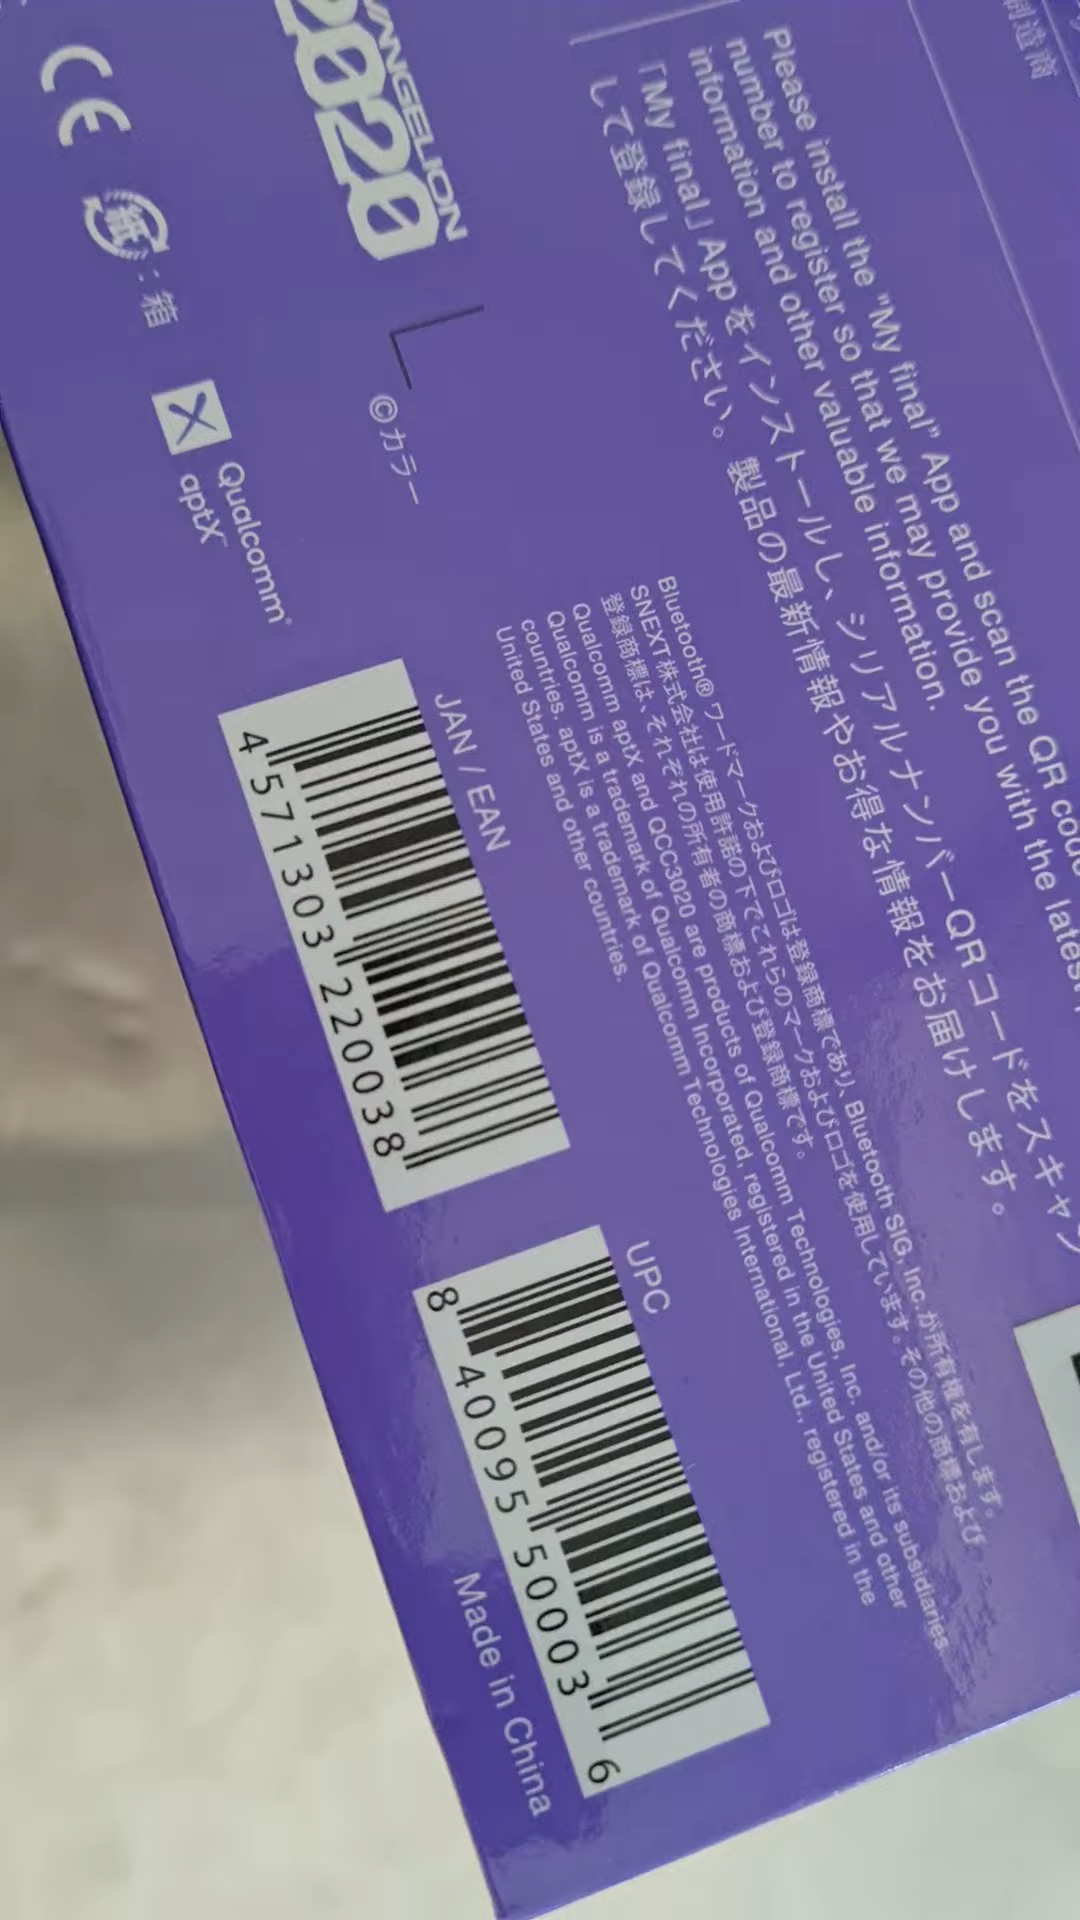 製造商
Please install the "My final" App and scan the QR code
number to register so that we may provide you with the latest
information and other valuable information.
「My final」App をインストールし、シリアルナンバーQRコードをスキャン
して登録してください。製品の最新情報やお得な情報をお届けします。
EVANGELION
2020
©カラー
CE
紙:箱
Qualcomm®
aptX™
Bluetooth® ワードマークおよびロゴは登録商標であり、Bluetooth SIG, Inc. が所有権を有します。
SNEXT株式会社は使用許諾の下でこれらのマークおよびロゴを使用しています。その他の商標および
登録商標は、それぞれの所有者の商標および登録商標です。
Qualcomm aptX and QCC3020 are products of Qualcomm Technologies, Inc. and/or its subsidiaries.
Qualcomm is a trademark of Qualcomm Incorporated, registered in the United States and other
countries, aptX is a trademark of Qualcomm Technologies International, Ltd., registered in the
United States and other countries.
JAN / EAN
4 571303 220038
UPC
8 40095 50003 6
Made in China